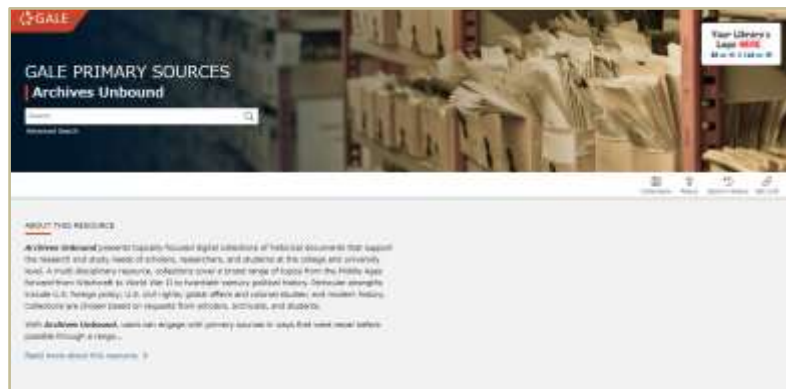 GALE
Your Library's
Logo HERE
GALE PRIMARY SOURCES
Archives Unbound
Search
Advanced Search
ABOUT THIS RESOURCE
Archives Unbound presents topically-focused digital collections of historical documents that support
the research and study needs of scholars, researchers, and students at the college and university
level. A multi-disciplinary resource, collections cover a broad range of topics from the Middle Ages
forward-from Witchcraft to World War II to twentieth-century political history. Particular strengths
include U.S. foreign policy; U.S. civil rights; global affairs and colonial studies; and modern history.
Collections are chosen based on requests from scholars, archivists, and students.
With Archives Unbound, users can engage with primary sources in ways that were never before
possible through a range...
Read more about this resource